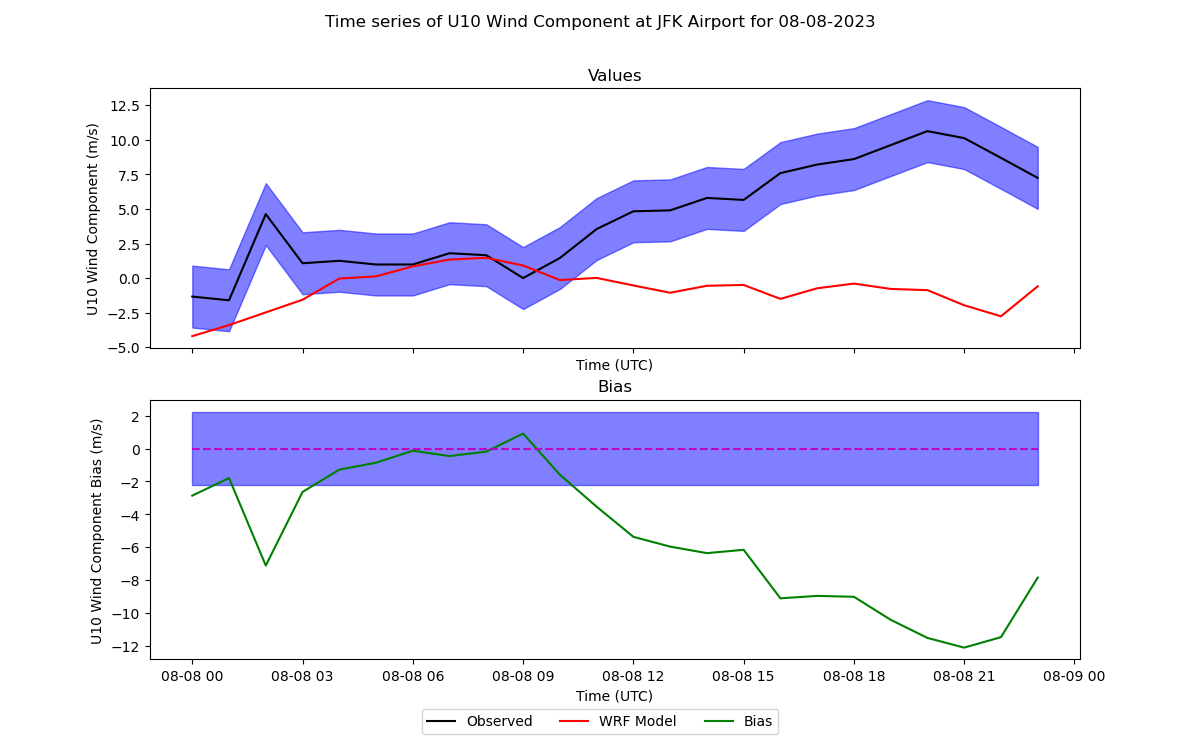 Time series of U10 Wind Component at JFK Airport for 08-08-2023
Values
U10 Wind Component (m/s)
12.5
10.0
7.5
5.0
2.5
0.0
−2.5
−5.0
Time (UTC)
Bias
U10 Wind Component Bias (m/s)
2
0
−2
−4
−6
−8
−10
−12
08-08 00 08-08 03 08-08 06 08-08 09 08-08 12 08-08 15 08-08 18 08-08 21 08-09 00
Time (UTC)
Observed WRF Model Bias